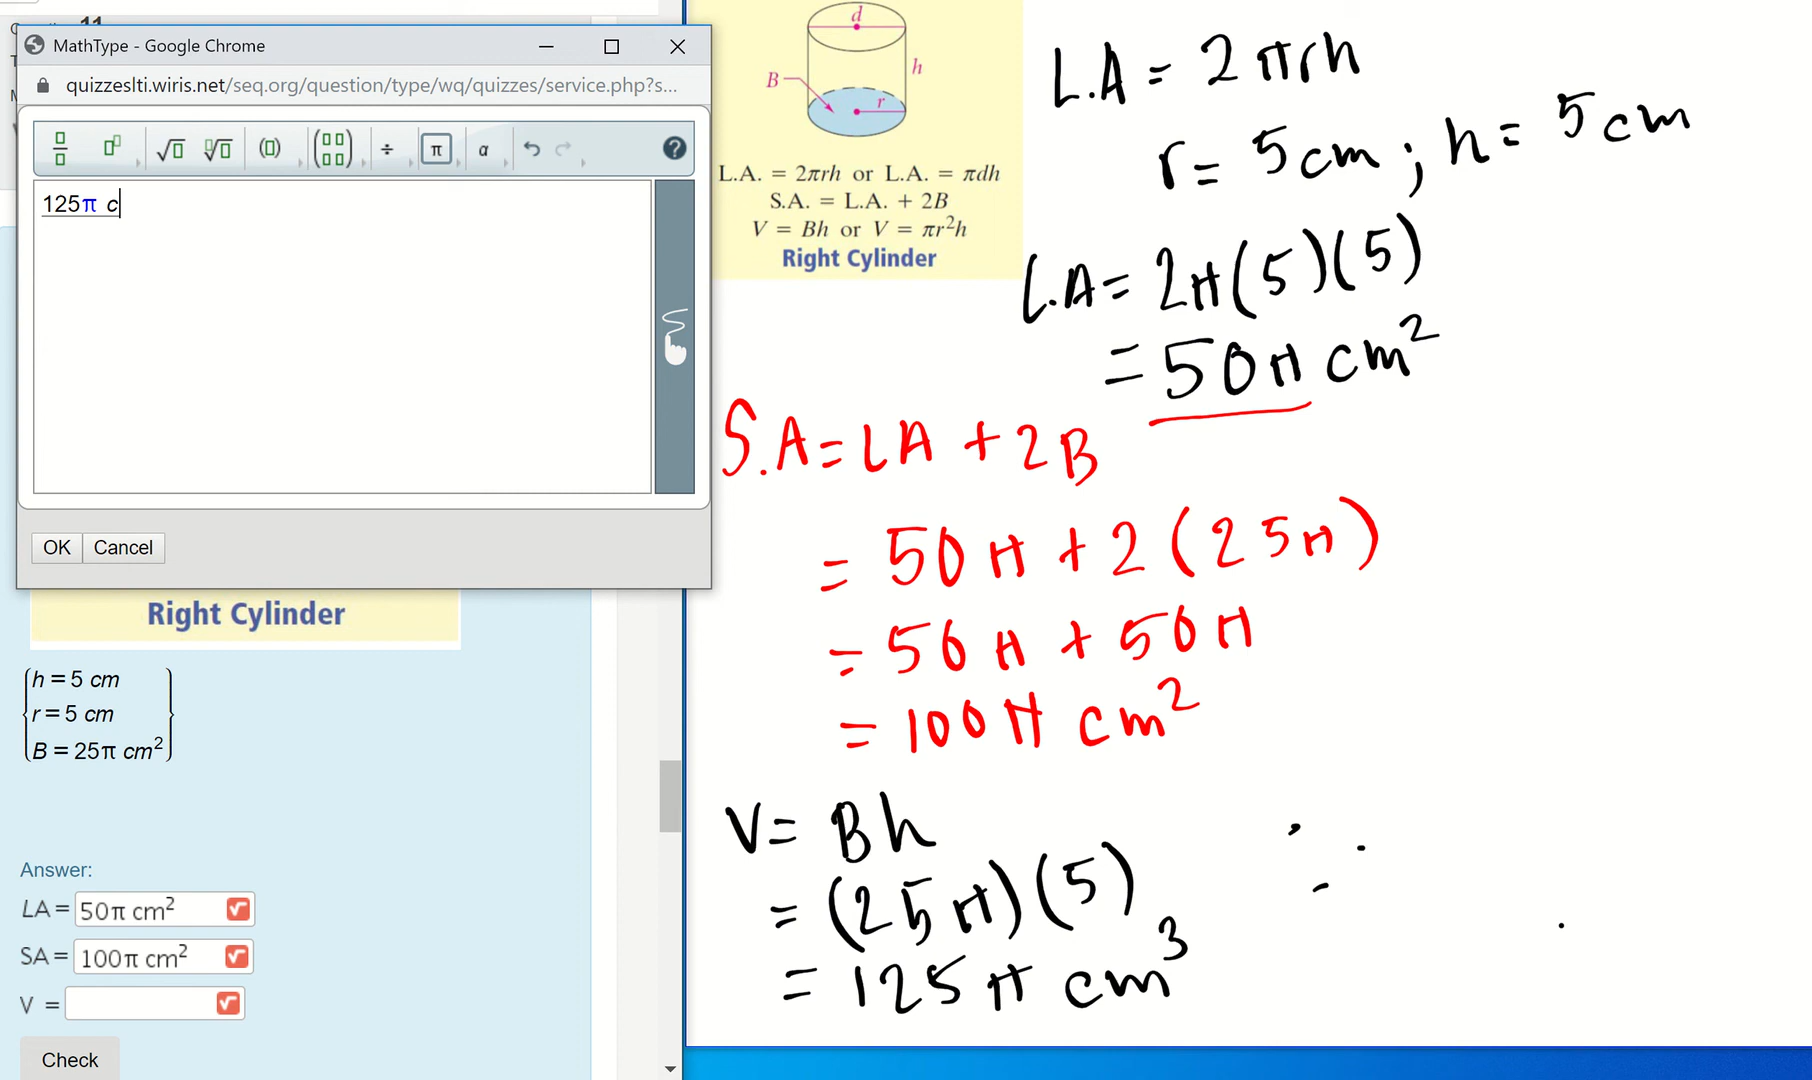 11
MathType - Google Chrome
quizzeslti.wiris.net/seq.org/question/type/wq/quizzes/service.php?s...
π α ?
125π c
OK Cancel
Right Cylinder
h = 5 cm
r = 5 cm
B = 25π cm²
Answer:
LA = 50π cm²
SA = 100π cm²
V =
Check
d
h
B
r
L.A. = 2πrh or L.A. = πdh
S.A. = L.A. + 2B
V = Bh or V = πr²h
Right Cylinder
L.A = 2πrh
r = 5cm ; h = 5cm
L.A = 2π(5)(5)
= 50π cm²
S.A = LA + 2B
= 50π + 2(25π)
= 50π + 50π
= 100π cm²
V = Bh
= (25π)(5)
= 125π cm³